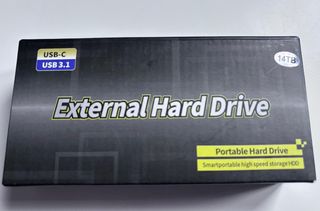 USB-C
USB 3.1
14TB
External Hard Drive
Portable Hard Drive
Smartportable high speed storage HDD